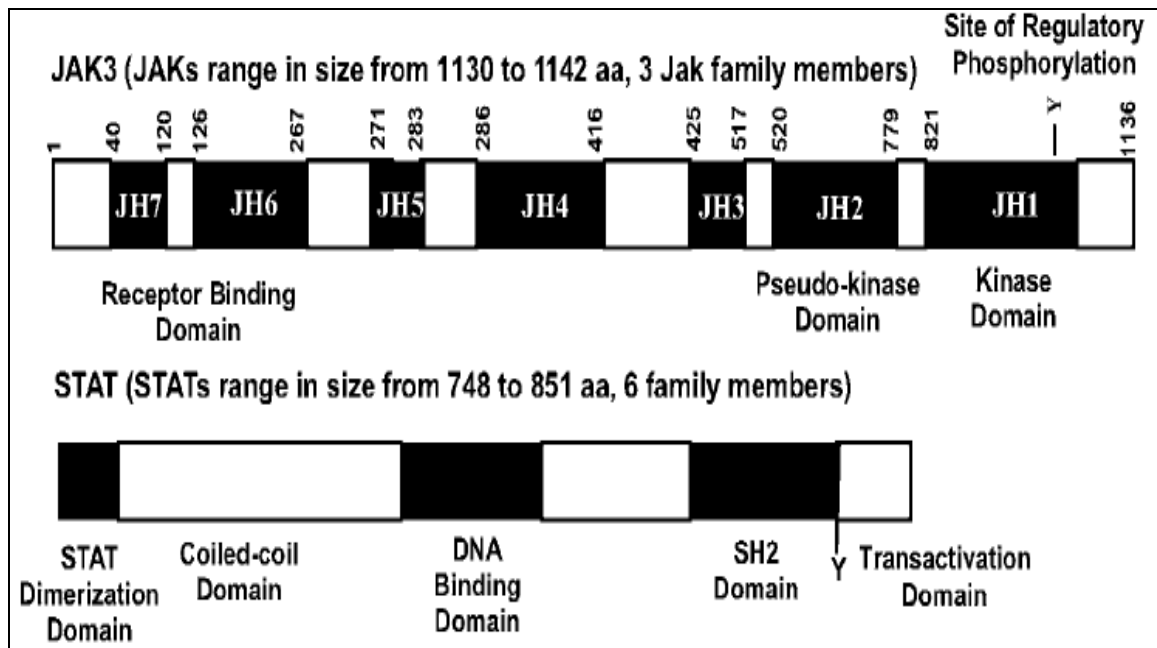 Site of Regulatory
Phosphorylation
JAK3 (JAKs range in size from 1130 to 1142 aa, 3 Jak family members)
1 40 120 126 267 271 283 286 416 425 517 520 779 821 Y 1136
JH7 JH6 JH5 JH4 JH3 JH2 JH1
Receptor Binding
Domain
Pseudo-kinase
Domain
Kinase
Domain
STAT (STATs range in size from 748 to 851 aa, 6 family members)
STAT
Dimerization
Domain
Coiled-coil
Domain
DNA
Binding
Domain
SH2
Domain
Y
Transactivation
Domain